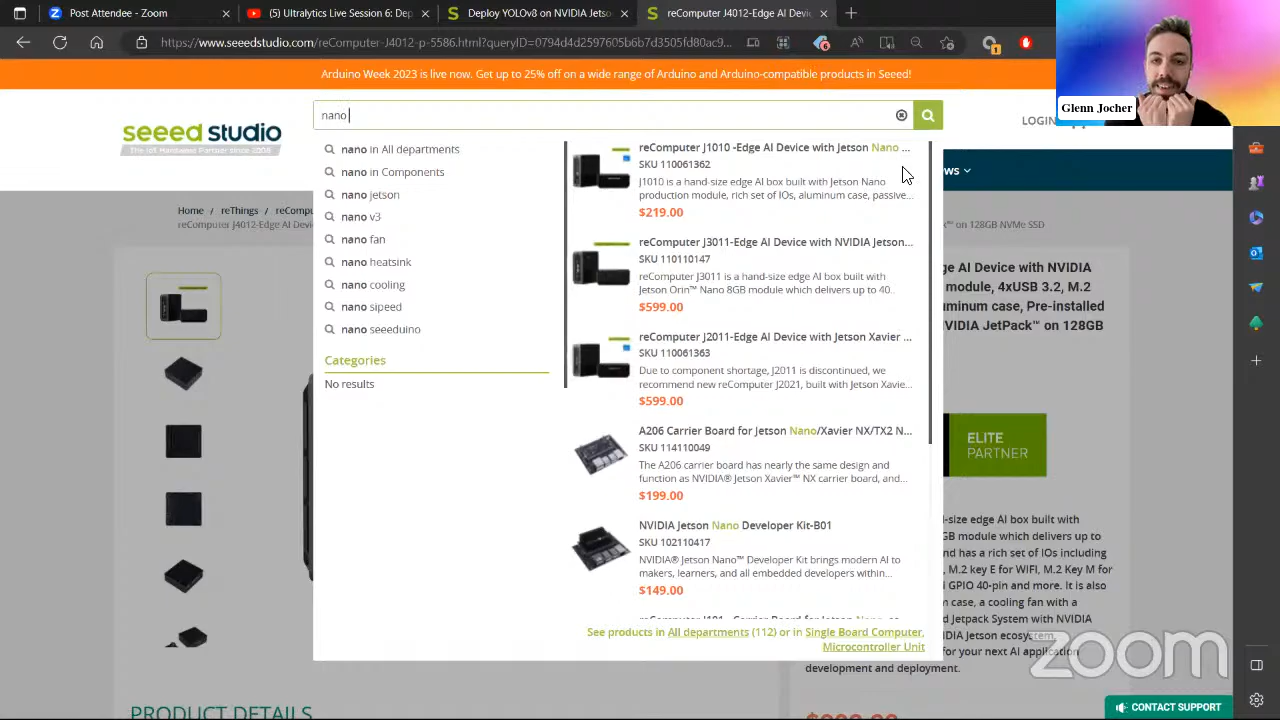 Post Attendee - Zoom
(5) Ultralytics Live Session 6: Dep
Deploy YOLOv8 on NVIDIA Jetso
reComputer J4012-Edge AI Devic
https://www.seeedstudio.com/reComputer-J4012-p-5586.html?queryID=0794d4d2597605b6b7d3505fd80ac9...
Glenn Jocher
Arduino Week 2023 is live now. Get up to 25% off on a wide range of Arduino and Arduino-compatible products in Seeed!
seeed studio
The IoT Hardware Partner since 2008
nano
LOGIN
ws
nano in All departments
nano in Components
nano jetson
nano v3
nano fan
nano heatsink
nano cooling
nano sipeed
nano seeeduino
Categories
No results
reComputer J1010 -Edge AI Device with Jetson Nano ...
SKU 110061362
J1010 is a hand-size edge AI box built with Jetson Nano
production module, rich set of IOs, aluminum case, passive...
$219.00
reComputer J3011-Edge AI Device with NVIDIA Jetson...
SKU 110110147
reComputer J3011 is a hand-size edge AI box built with
Jetson Orin™ Nano 8GB module which delivers up to 40..
$599.00
reComputer J2011-Edge AI Device with Jetson Xavier ...
SKU 110061363
Due to component shortage, J2011 is discontinued, we
recommend new reComputer J2021, built with Jetson Xavie...
$599.00
A206 Carrier Board for Jetson Nano/Xavier NX/TX2 N...
SKU 114110049
The A206 carrier board has nearly the same design and
function as NVIDIA® Jetson Xavier™ NX carrier board, and...
$199.00
NVIDIA Jetson Nano Developer Kit-B01
SKU 102110417
NVIDIA® Jetson Nano™ Developer Kit brings modern AI to
makers, learners, and all embedded developers within...
$149.00
See products in All departments (112) or in Single Board Computer,
Microcontroller Unit
Home / reThings / reCompu
reComputer J4012-Edge AI Devi
™ on 128GB NVMe SSD
ge AI Device with NVIDIA
module, 4xUSB 3.2, M.2
uminum case, Pre-installed
VIDIA JetPack™ on 128GB
ELITE
PARTNER
d-size edge AI box built with
GB module which delivers up to
nd has a rich set of IOs including
, M.2 key E for WIFI, M.2 Key M for
d GPIO 40-pin and more. It is also
m case, a cooling fan with a
d Jetpack System with NVIDIA
IDIA Jetson ecosystem,
for your next AI application
development and deployment.
PRODUCT DETAILS
zoom
CONTACT SUPPORT